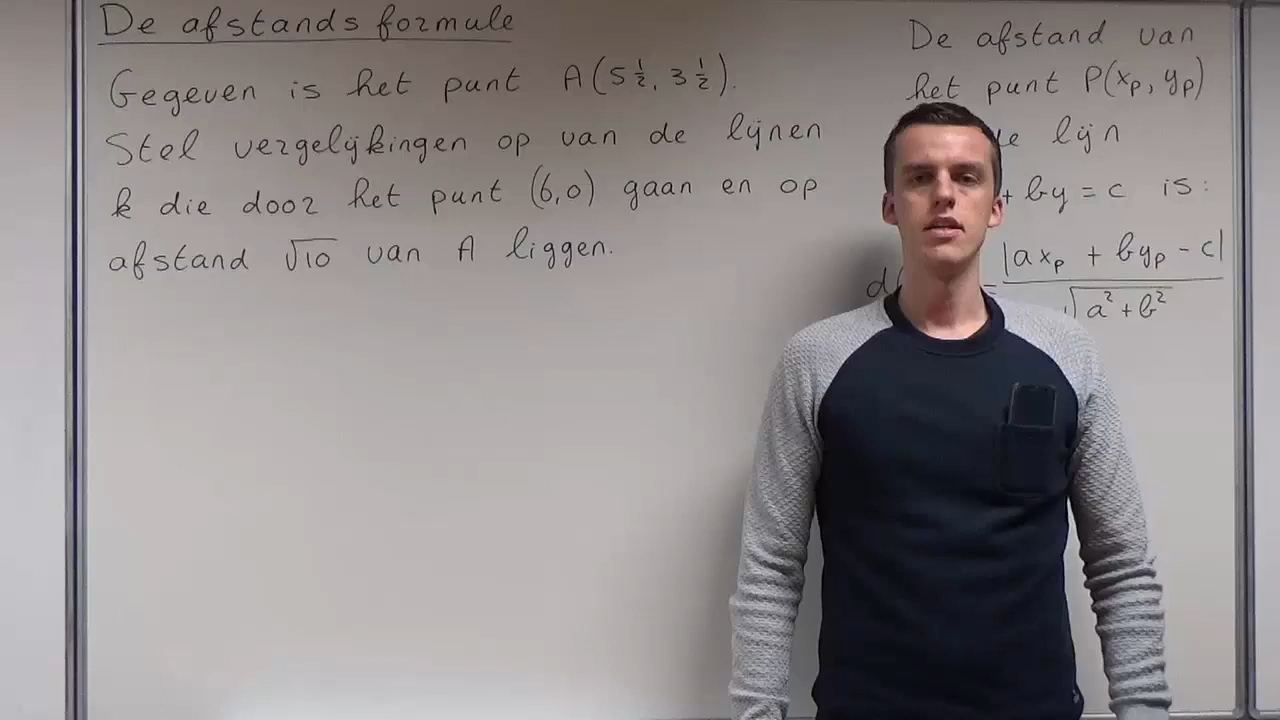 De afstandsformule
Gegeven is het punt A(5½, 3½).
Stel vergelijkingen op van de lijnen
k die door het punt (6,0) gaan en op
afstand √10 van A liggen.
De afstand van
het punt P(xₚ, yₚ)
lijn
+ by = c is:
= |axₚ + byₚ - c|
√a² + b²